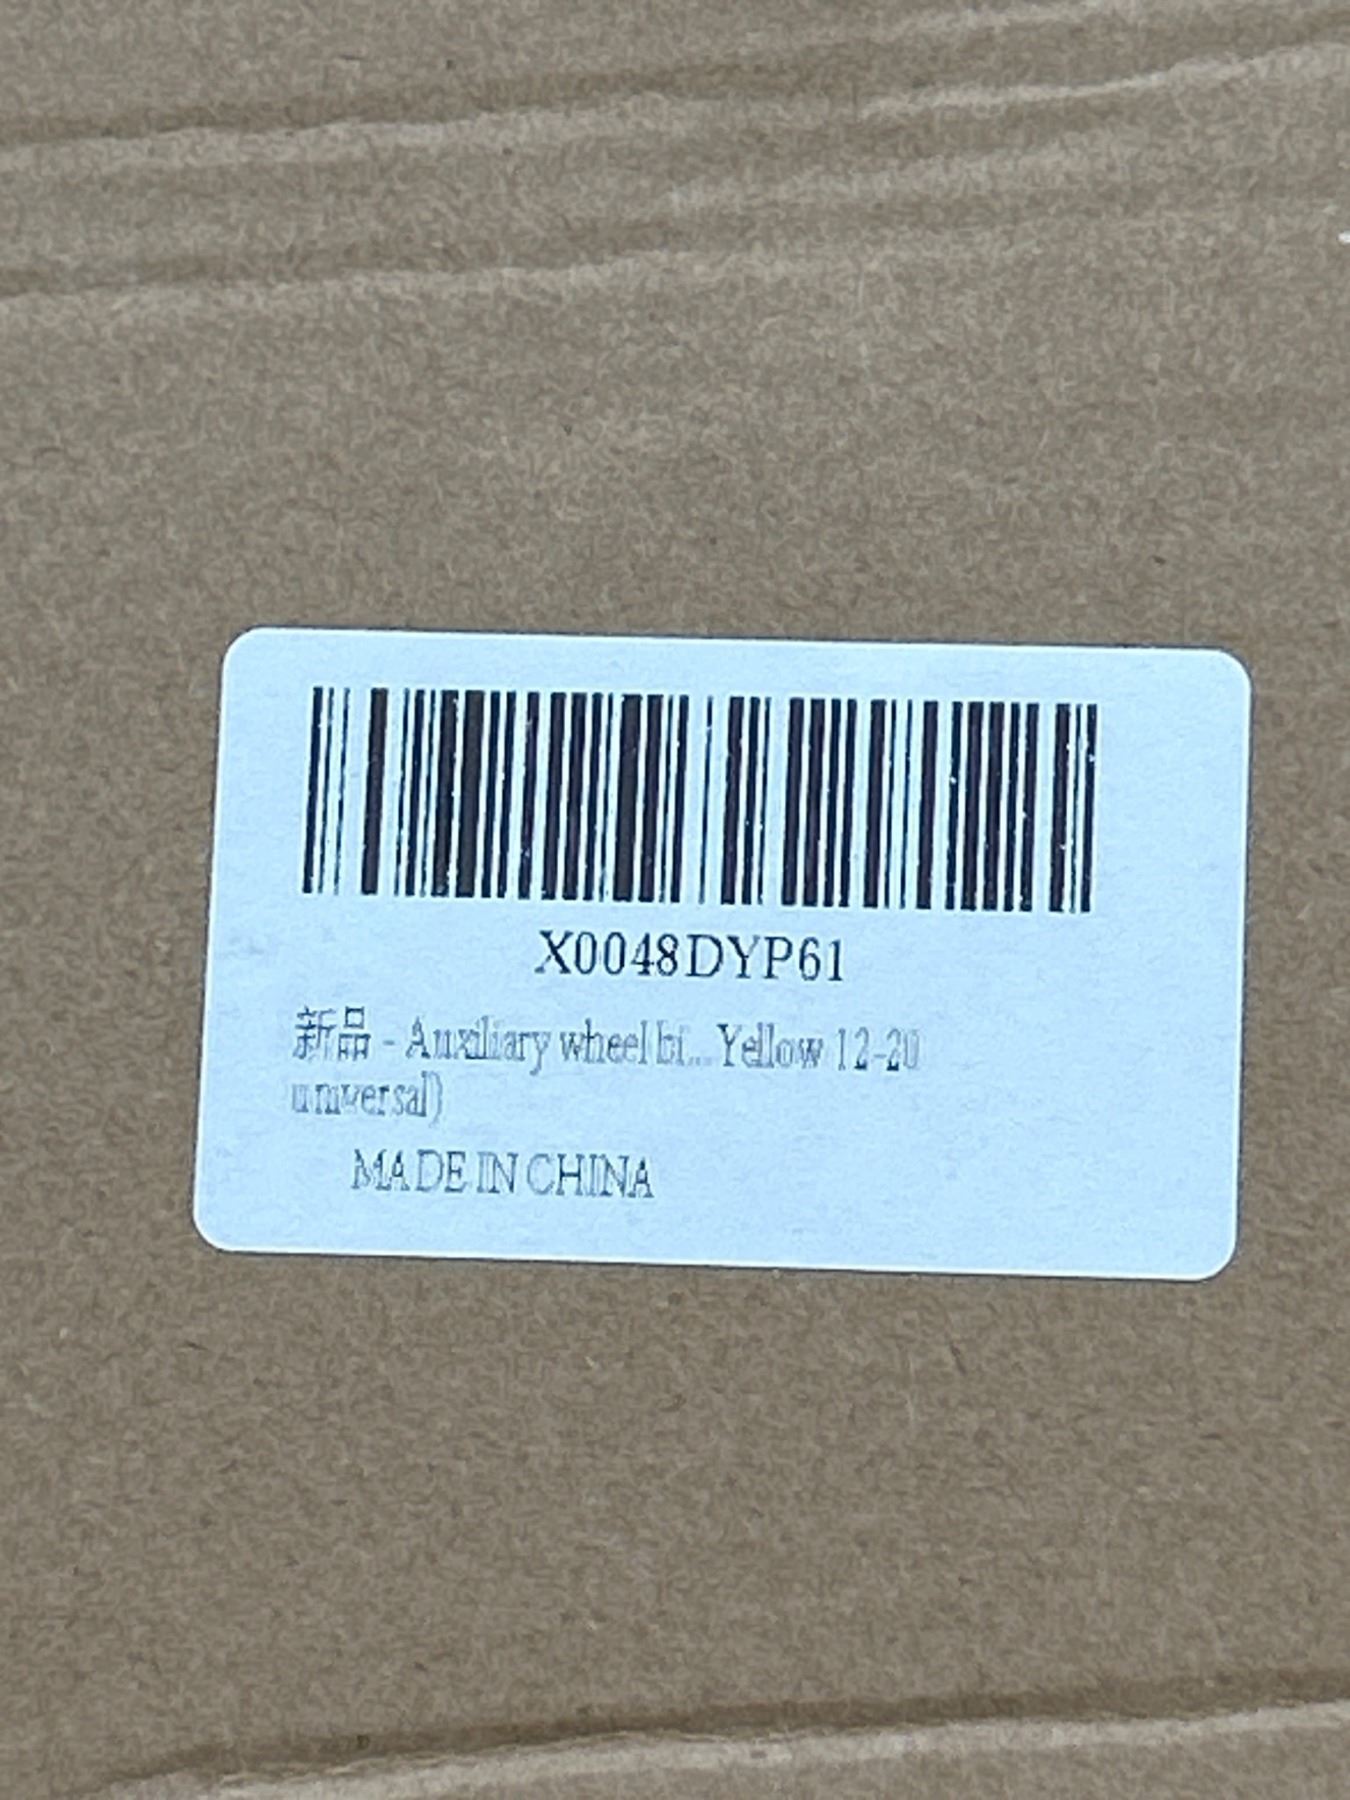 X0048DYP61
新品 - Auxiliary wheel bi... Yellow 12-20
universal)
MADE IN CHINA